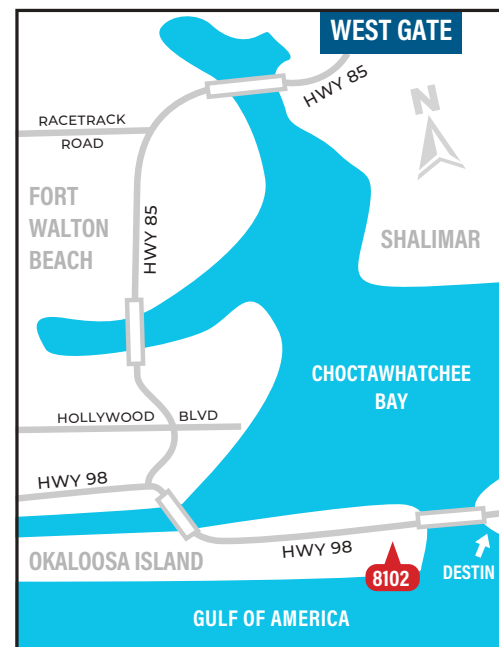 WEST GATE
HWY 85
N
RACETRACK
ROAD
FORT
WALTON
BEACH
HWY 85
SHALIMAR
CHOCTAWHATCHEE
BAY
HOLLYWOOD BLVD
HWY 98
OKALOOSA ISLAND
HWY 98
8102
DESTIN
GULF OF AMERICA